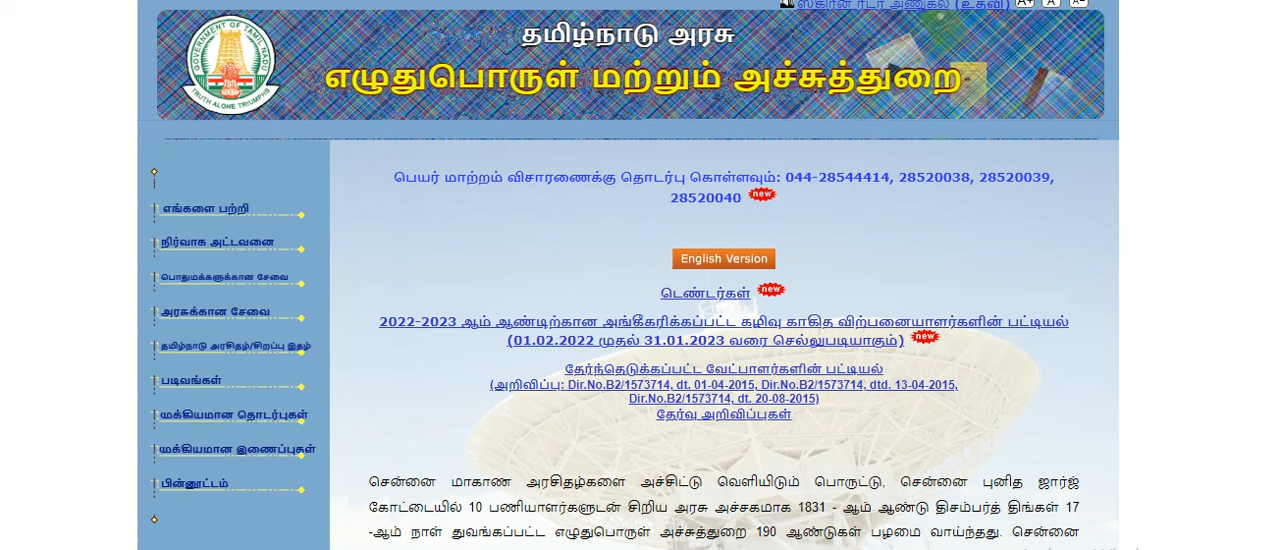 ஸ்கிரீன் ரீடர் அணுகல் (உதவி) A+ A A-
GOVERNMENT OF TAMIL NADU
TRUTH ALONE TRIUMPHS
தமிழ்நாடு அரசு
எழுதுபொருள் மற்றும் அச்சுத்துறை
பெயர் மாற்றம் விசாரணைக்கு தொடர்பு கொள்ளவும்: 044-28544414, 28520038, 28520039,
28520040 new
எங்களை பற்றி
நிர்வாக அட்டவணை
பொதுமக்களுக்கான சேவை
அரசுக்கான சேவை
தமிழ்நாடு அரசிதழ்/சிறப்பு இதழ்
படிவங்கள்
முக்கியமான தொடர்புகள்
முக்கியமான இணைப்புகள்
பின்னூட்டம்
English Version
டெண்டர்கள் new
2022-2023 ஆம் ஆண்டிற்கான அங்கீகரிக்கப்பட்ட கழிவு காகித விற்பனையாளர்களின் பட்டியல்
(01.02.2022 முதல் 31.01.2023 வரை செல்லுபடியாகும்) new
தேர்ந்தெடுக்கப்பட்ட வேட்பாளர்களின் பட்டியல்
(அறிவிப்பு: Dir.No.B2/1573714, dt. 01-04-2015, Dir.No.B2/1573714, dtd. 13-04-2015,
Dir.No.B2/1573714, dt. 20-08-2015)
தேர்வு அறிவிப்புகள்
சென்னை மாகாண அரசிதழ்களை அச்சிட்டு வெளியிடும் பொருட்டு, சென்னை புனித ஜார்ஜ்
கோட்டையில் 10 பணியாளர்களுடன் சிறிய அரசு அச்சகமாக 1831 - ஆம் ஆண்டு திசம்பர்த் திங்கள் 17
-ஆம் நாள் துவங்கப்பட்ட எழுதுபொருள் அச்சுத்துறை 190 ஆண்டுகள் பழமை வாய்ந்தது. சென்னை